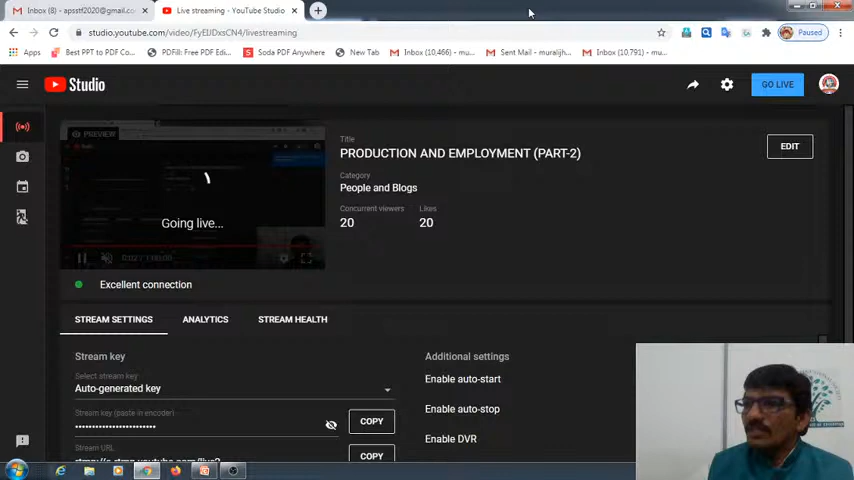 Inbox (8) - apsstf2020@gmail.co
Live streaming - YouTube Studio
studio.youtube.com/video/FyEIJDxsCN4/livestreaming
Paused
Apps
Best PPT to PDF Co...
PDFill: Free PDF Edi...
Soda PDF Anywhere
New Tab
Inbox (10,466) - mu...
Sent Mail - muralijh...
Inbox (10,791) - mu...
Studio
GO LIVE
PREVIEW
Going live...
Title
PRODUCTION AND EMPLOYMENT (PART-2)
EDIT
Category
People and Blogs
Concurrent viewers
Likes
20
20
Excellent connection
STREAM SETTINGS
ANALYTICS
STREAM HEALTH
Stream key
Select stream key
Auto-generated key
Stream key (paste in encoder)
COPY
Stream URL
COPY
Additional settings
Enable auto-start
Enable auto-stop
Enable DVR